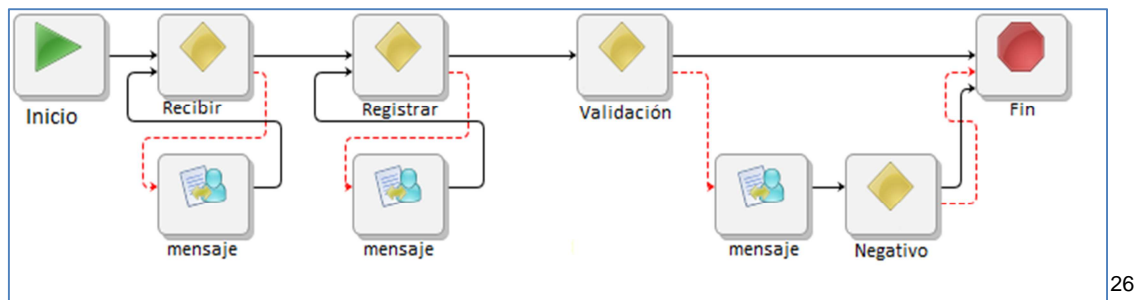 Inicio
Recibir
Registrar
Validación
Fin
mensaje
mensaje
mensaje
Negativo
26